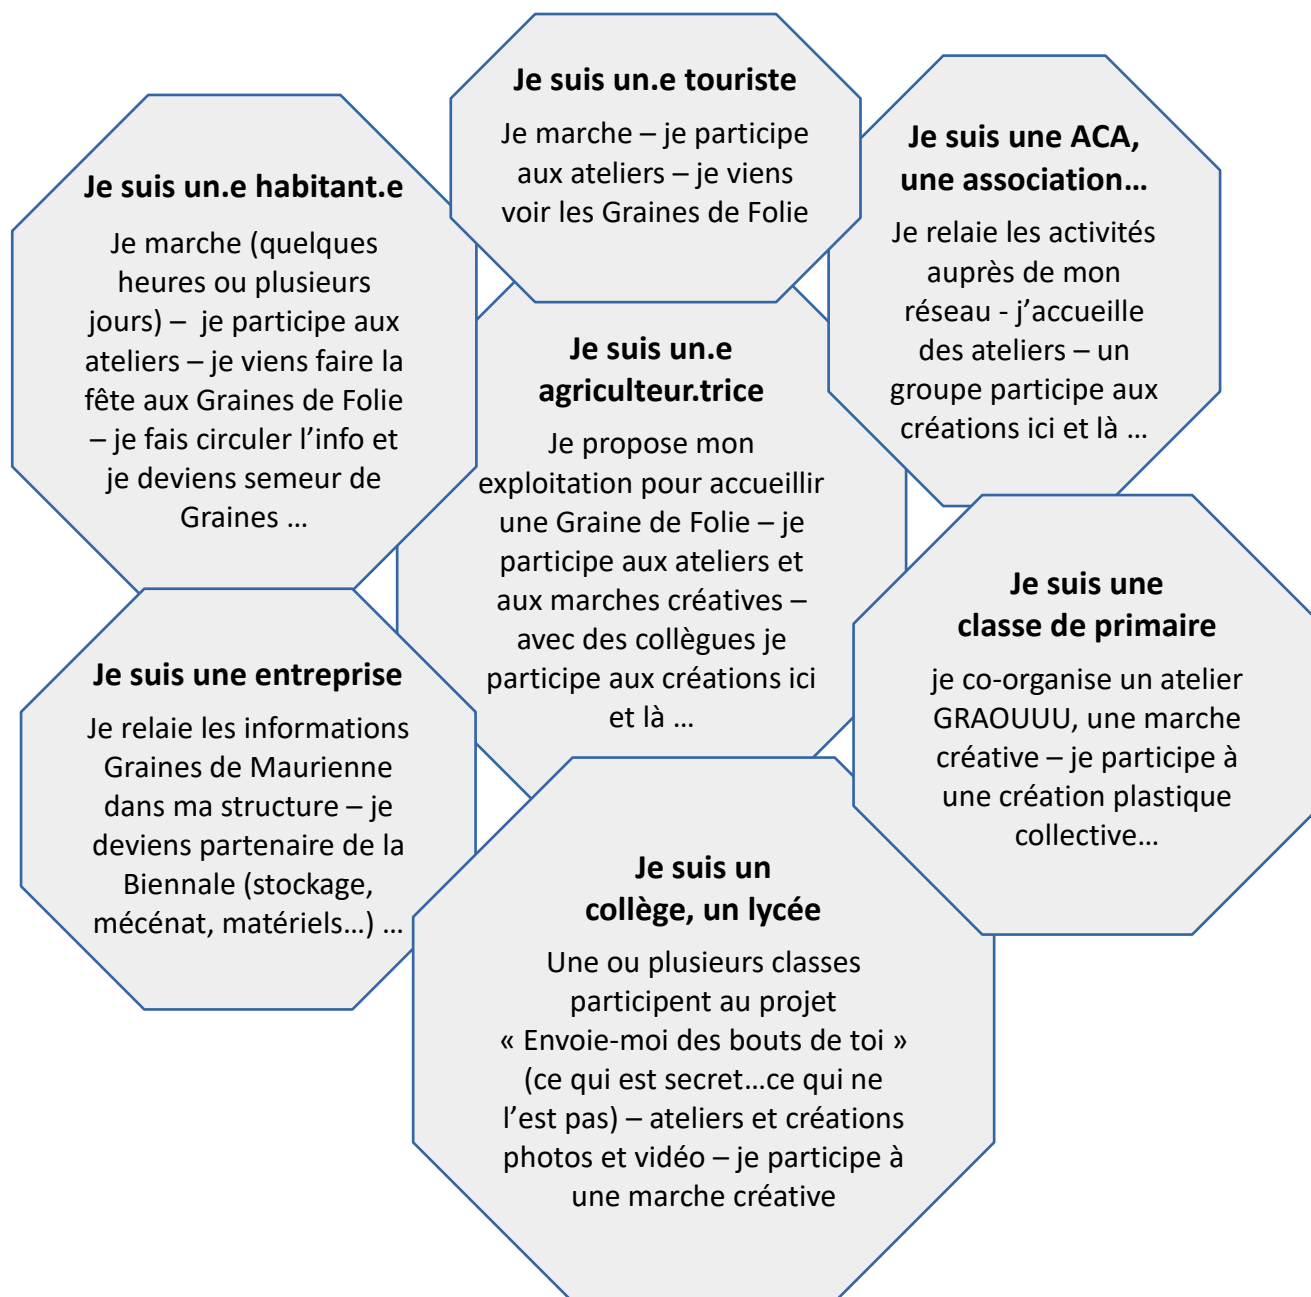 Je suis un.e touriste
Je marche – je participe
aux ateliers – je viens
voir les Graines de Folie
Je suis une ACA,
une association…
Je relaie les activités
auprès de mon
réseau - j’accueille
des ateliers – un
groupe participe aux
créations ici et là …
Je suis un.e habitant.e
Je marche (quelques
heures ou plusieurs
jours) –  je participe aux
ateliers – je viens faire la
fête aux Graines de Folie
– je fais circuler l’info et
je deviens semeur de
Graines …
Je suis un.e
agriculteur.trice
Je propose mon
exploitation pour accueillir
une Graine de Folie – je
participe aux ateliers et
aux marches créatives –
avec des collègues je
participe aux créations ici
et là …
Je suis une
classe de primaire
je co-organise un atelier
GRAOUUU, une marche
créative – je participe à
une création plastique
collective…
Je suis une entreprise
Je relaie les informations
Graines de Maurienne
dans ma structure – je
deviens partenaire de la
Biennale (stockage,
mécénat, matériels…) …
Je suis un
collège, un lycée
Une ou plusieurs classes
participent au projet
« Envoie-moi des bouts de toi »
(ce qui est secret…ce qui ne
l’est pas) – ateliers et créations
photos et vidéo – je participe à
une marche créative